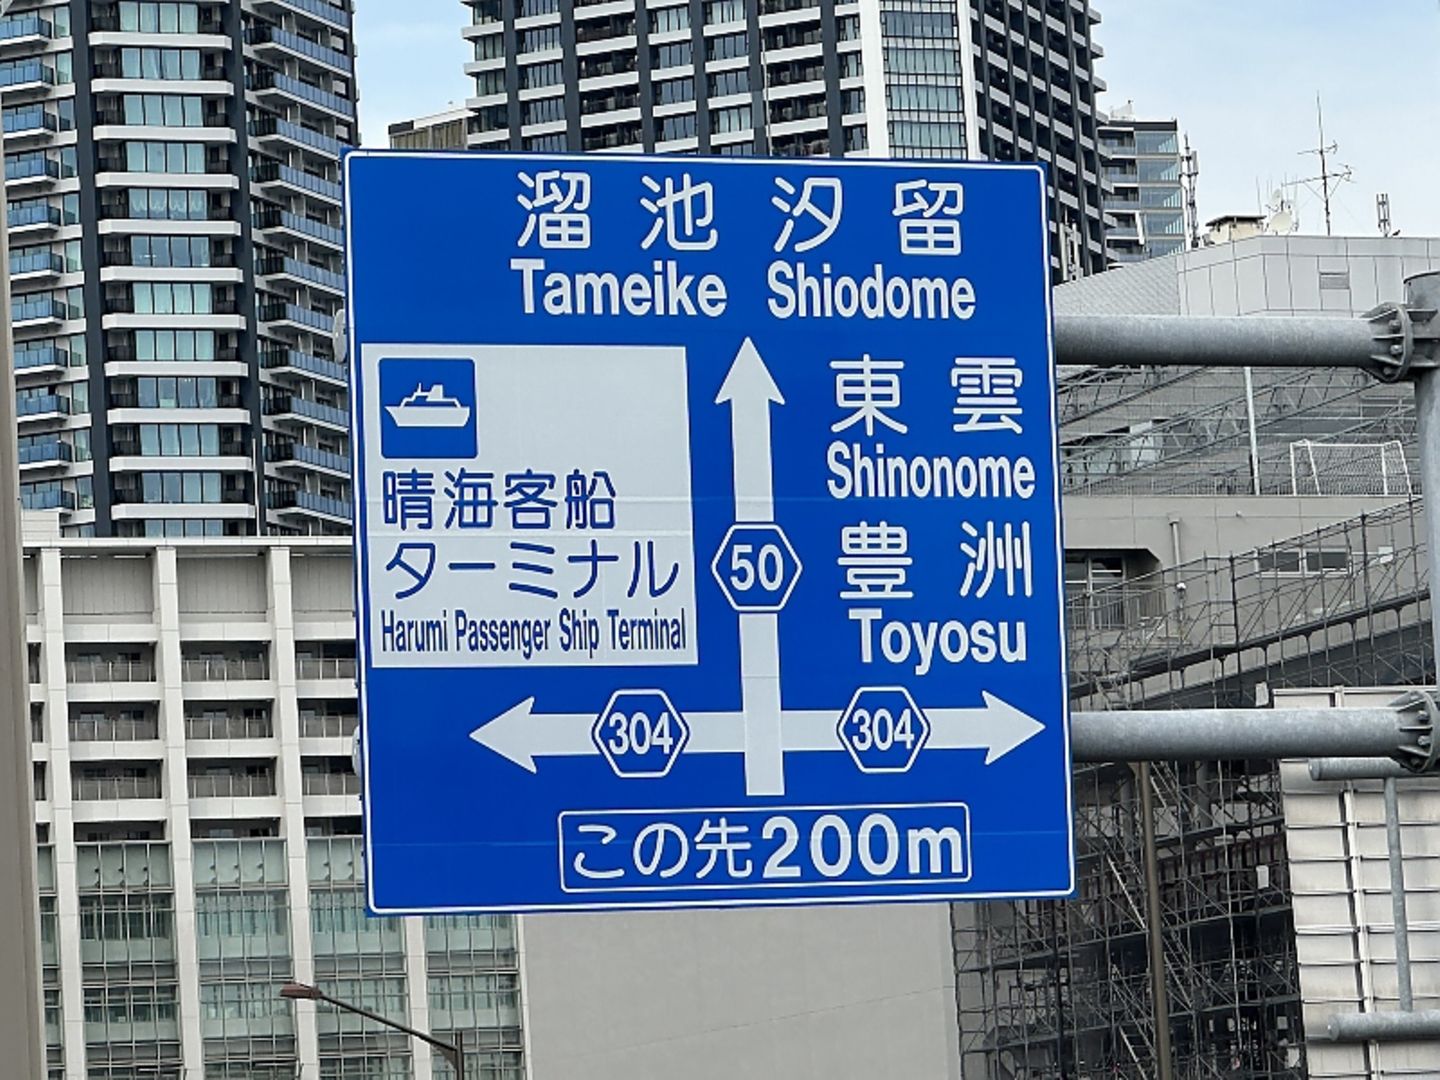 溜池 汐留
Tameike Shiodome
晴海客船
ターミナル
Harumi Passenger Ship Terminal
東雲
Shinonome
豊洲
Toyosu
50
304
304
この先200m